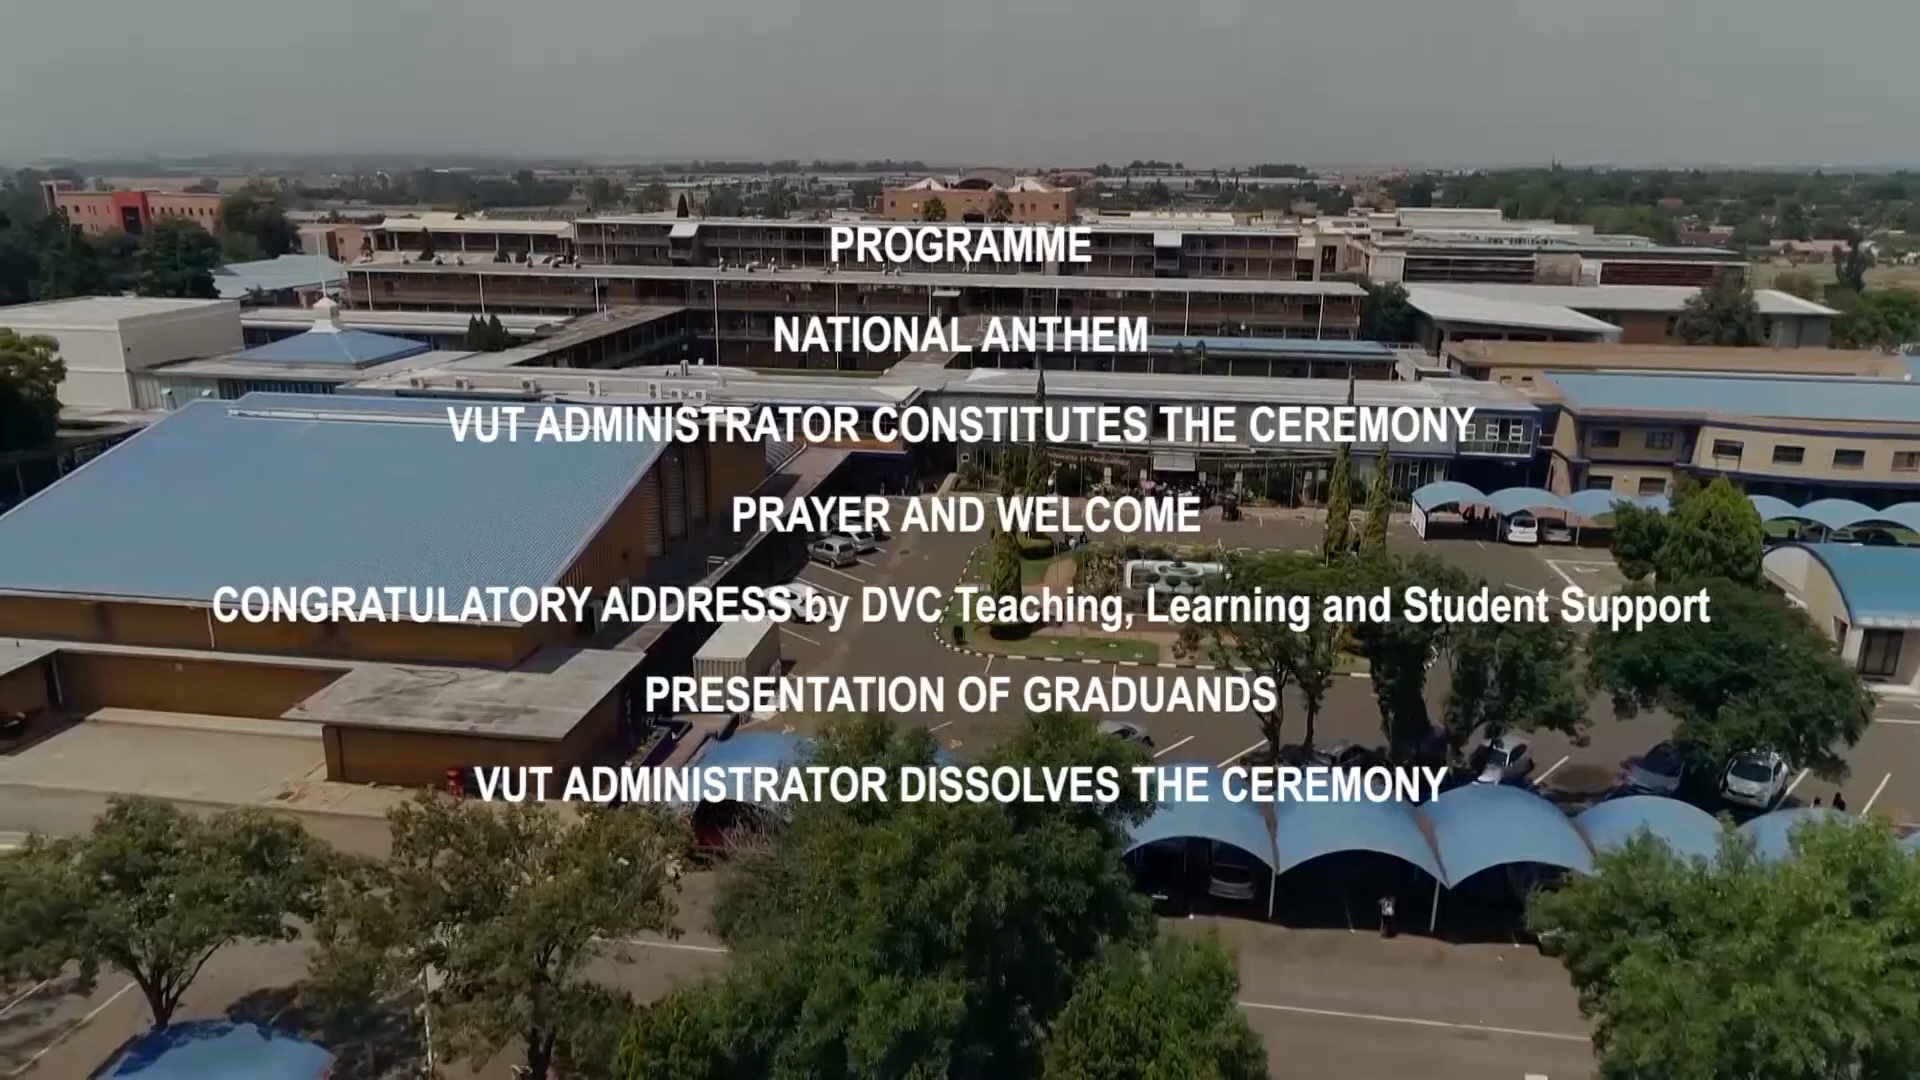 PROGRAMME
NATIONAL ANTHEM
VUT ADMINISTRATOR CONSTITUTES THE CEREMONY
PRAYER AND WELCOME
CONGRATULATORY ADDRESS by DVC Teaching, Learning and Student Support
PRESENTATION OF GRADUANDS
VUT ADMINISTRATOR DISSOLVES THE CEREMONY